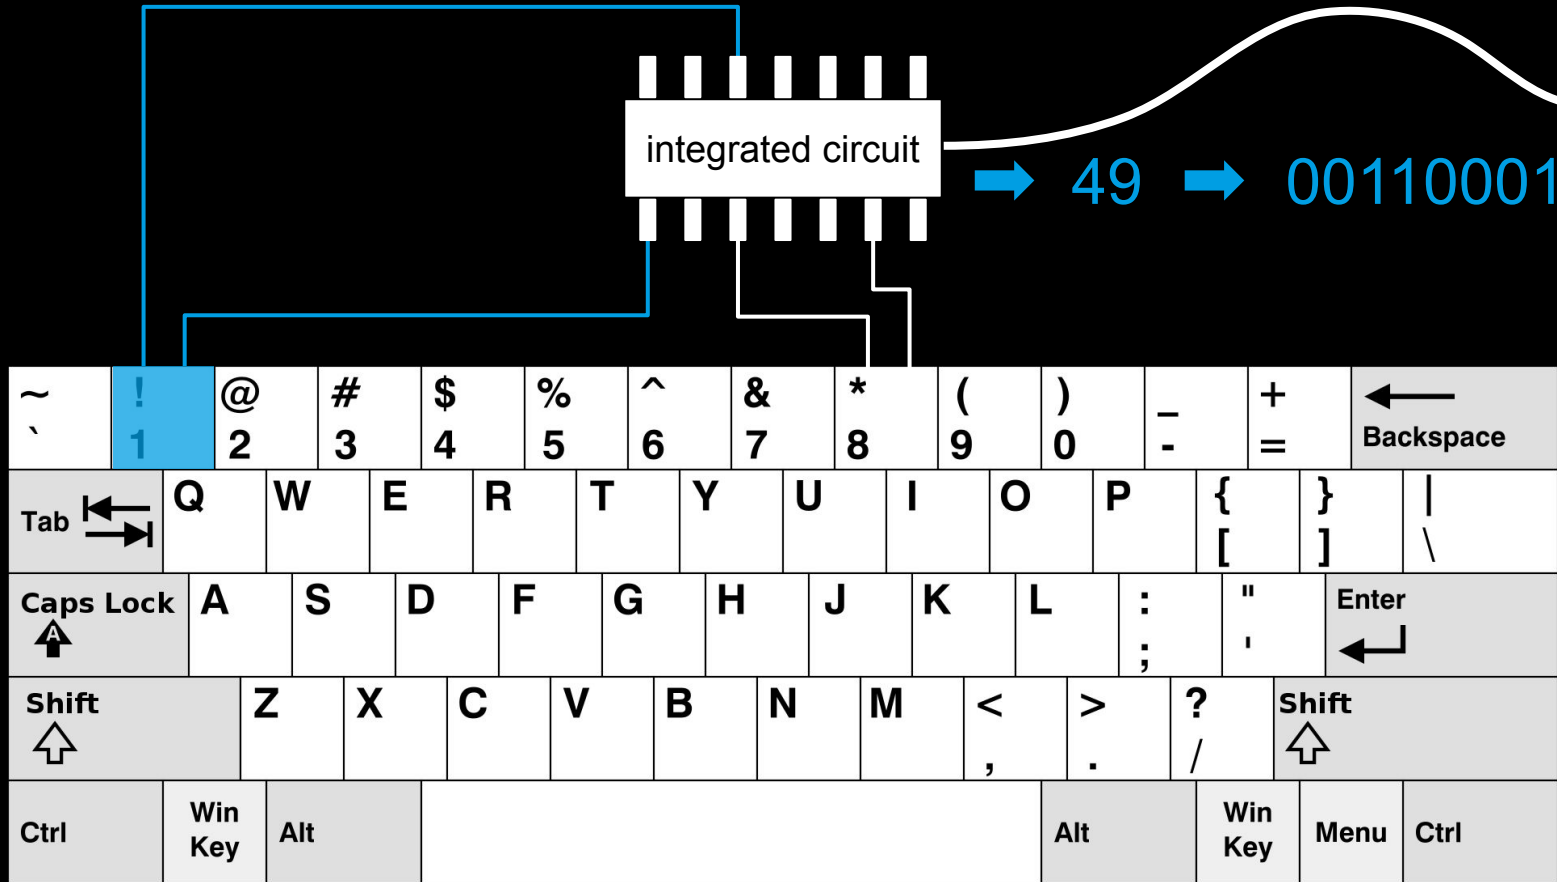 integrated circuit
49 00110001
~ ! @ # $ % ^ & * ( ) _ +
` 1 2 3 4 5 6 7 8 9 0 - = Backspace
Tab Q W E R T Y U I O P { } |
[ ] \
Caps Lock A S D F G H J K L : " Enter
A ; '
Shift Z X C V B N M < > ? Shift
, . /
Ctrl Win Key Alt Alt Win Key Menu Ctrl